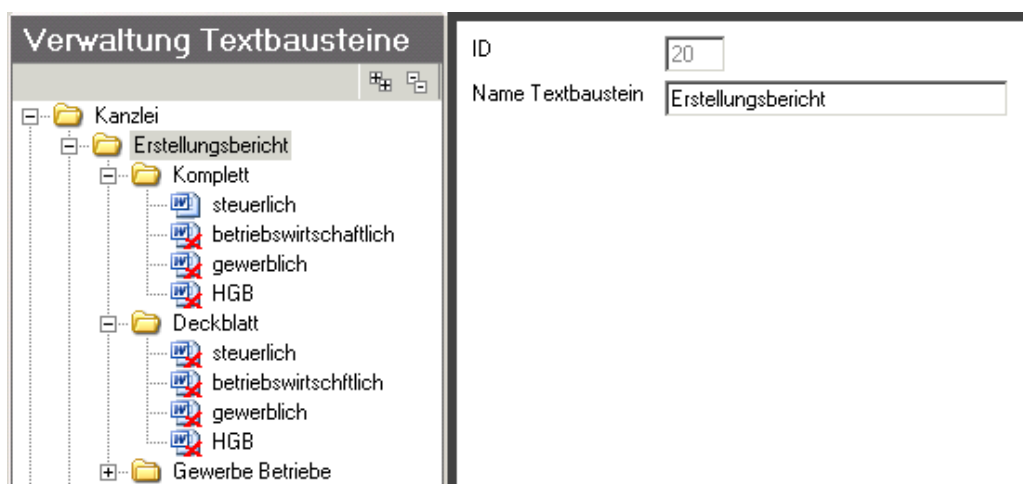 Verwaltung Textbausteine
Kanzlei
Erstellungsbericht
Komplett
steuerlich
betriebswirtschaftlich
gewerblich
HGB
Deckblatt
steuerlich
betriebswirtschftlich
gewerblich
HGB
Gewerbe Betriebe
ID 20
Name Textbaustein Erstellungsbericht